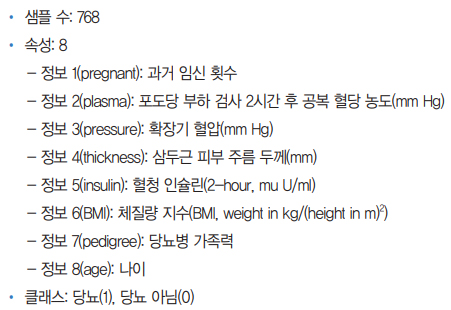 • 샘플 수: 768
• 속성: 8
– 정보 1(pregnant): 과거 임신 횟수
– 정보 2(plasma): 포도당 부하 검사 2시간 후 공복 혈당 농도(mm Hg)
– 정보 3(pressure): 확장기 혈압(mm Hg)
– 정보 4(thickness): 삼두근 피부 주름 두께(mm)
– 정보 5(insulin): 혈청 인슐린(2-hour, mu U/ml)
– 정보 6(BMI): 체질량 지수(BMI, weight in kg/(height in m)²)
– 정보 7(pedigree): 당뇨병 가족력
– 정보 8(age): 나이
• 클래스: 당뇨(1), 당뇨 아님(0)